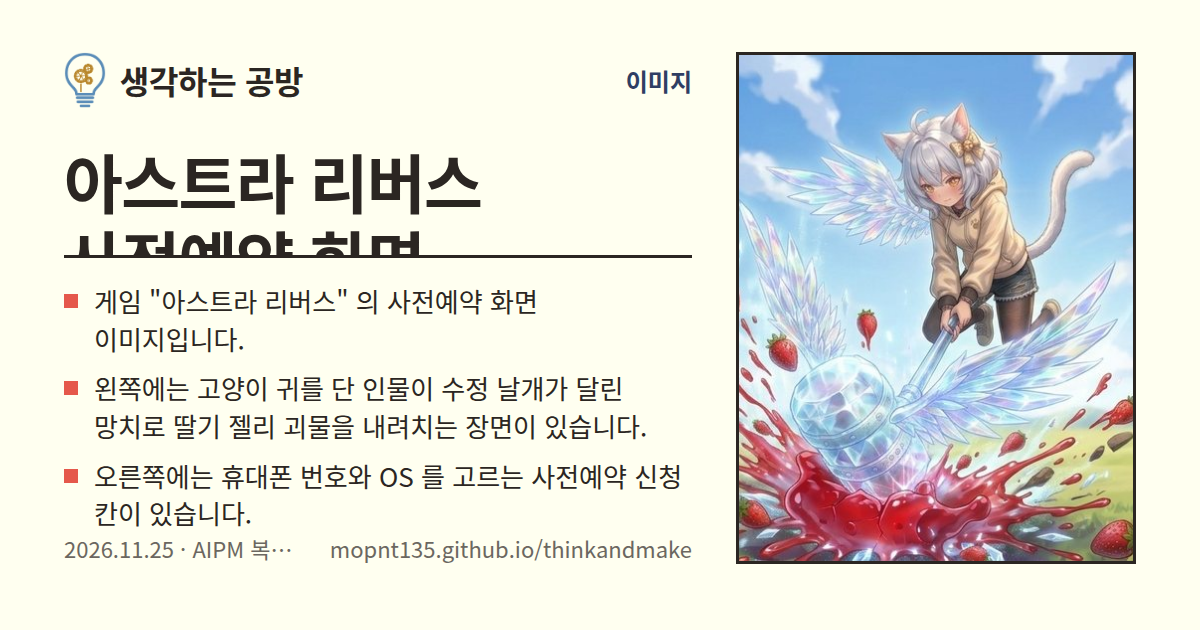 생각하는 공방
이미지
아스트라 리버스
사전예약 화면
게임 "아스트라 리버스" 의 사전예약 화면
이미지입니다.
왼쪽에는 고양이 귀를 단 인물이 수정 날개가 달린
망치로 딸기 젤리 괴물을 내려치는 장면이 있습니다.
오른쪽에는 휴대폰 번호와 OS 를 고르는 사전예약 신청
칸이 있습니다.
2026.11.25 · AIPM 복…
mopnt135.github.io/thinkandmake